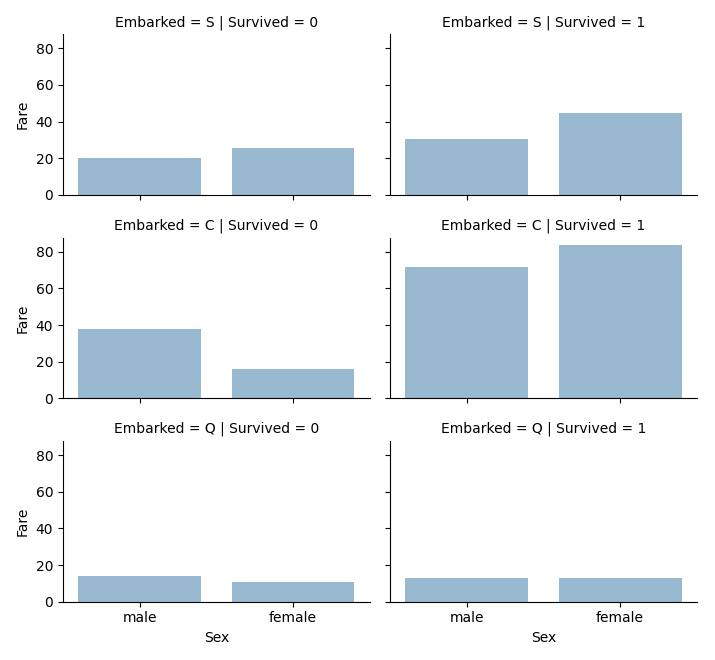 Embarked = S | Survived = 0
Embarked = S | Survived = 1
80
60
40
20
0
Fare
Embarked = C | Survived = 0
Embarked = C | Survived = 1
80
60
40
20
0
Fare
Embarked = Q | Survived = 0
Embarked = Q | Survived = 1
80
60
40
20
0
Fare
male
female
male
female
Sex
Sex